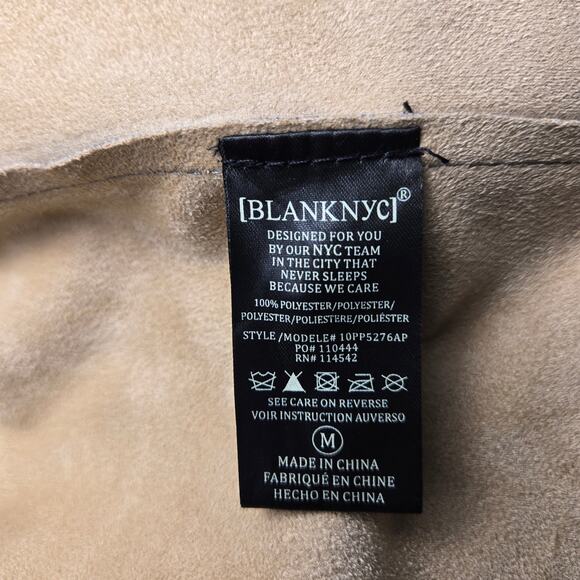 [BLANKNYC]®
DESIGNED FOR YOU
BY OUR NYC TEAM
IN THE CITY THAT
NEVER SLEEPS
BECAUSE WE CARE
100% POLYESTER/POLYESTER/
POLYESTER/POLIESTERE/POLIÉSTER
STYLE/MODELE# 10PP5276AP
PO# 110444
RN# 114542
SEE CARE ON REVERSE
VOIR INSTRUCTION AUVERSO
M
MADE IN CHINA
FABRIQUÉ EN CHINE
HECHO EN CHINA